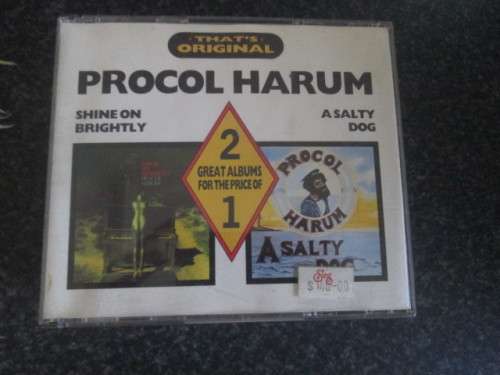 THAT'S
ORIGINAL
PROCOL HARUM
SHINE ON
BRIGHTLY
A SALTY
DOG
2
GREAT ALBUMS
FOR THE PRICE OF
1
PROCOL
HARUM
A SALTY
DOG